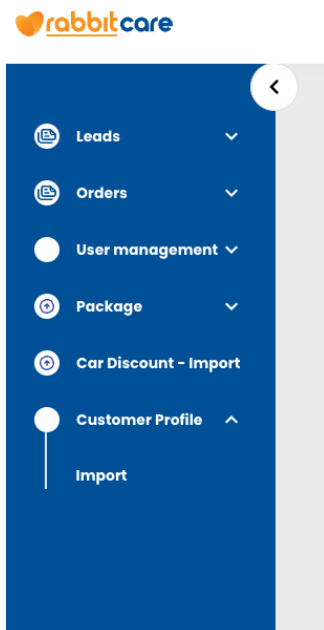 rabbitcare
Leads
Orders
User management
Package
Car Discount - Import
Customer Profile
Import